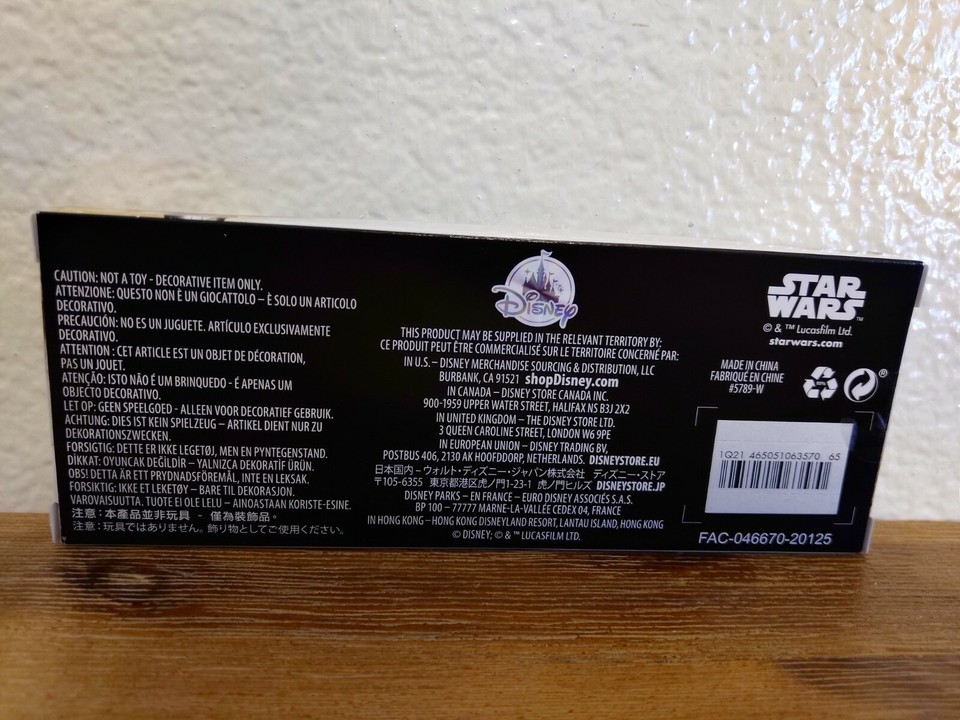 CAUTION: NOT A TOY - DECORATIVE ITEM ONLY.
ATTENZIONE: QUESTO NON È UN GIOCATTOLO – È SOLO UN ARTICOLO
DECORATIVO.
PRECAUCIÓN: NO ES UN JUGUETE. ARTÍCULO EXCLUSIVAMENTE
DECORATIVO.
ATTENTION : CET ARTICLE EST UN OBJET DE DÉCORATION,
PAS UN JOUET.
ATENÇÃO: ISTO NÃO É UM BRINQUEDO - É APENAS UM
OBJECTO DECORATIVO.
LET OP: GEEN SPEELGOED - ALLEEN VOOR DECORATIEF GEBRUIK.
ACHTUNG: DIES IST KEIN SPIELZEUG – ARTIKEL DIENT NUR ZU
DEKORATIONSZWECKEN.
FORSIGTIG: DETTE ER IKKE LEGETØJ, MEN EN PYNTEGENSTAND.
DİKKAT: OYUNCAK DEĞİLDİR – YALNIZCA DEKORATİF ÜRÜN.
OBS! DETTA ÄR ETT PRYDNADSFÖREMÅL, INTE EN LEKSAK.
FORSIKTIG: IKKE ET LEKETØY – BARE TIL DEKORASJON.
VAROVAISUUTTA. TUOTE EI OLE LELU – AINOASTAAN KORISTE-ESINE.
注意：本產品並非玩具 - 僅為裝飾品。
注意：玩具ではありません。飾り物としてご使用ください。
Disney
THIS PRODUCT MAY BE SUPPLIED IN THE RELEVANT TERRITORY BY:
CE PRODUIT PEUT ÊTRE COMMERCIALISÉ SUR LE TERRITOIRE CONCERNÉ PAR:
IN U.S.– DISNEY MERCHANDISE SOURCING & DISTRIBUTION, LLC
BURBANK, CA 91521 shopDisney.com
IN CANADA – DISNEY STORE CANADA INC.
900-1959 UPPER WATER STREET, HALIFAX NS B3J 2X2
IN UNITED KINGDOM – THE DISNEY STORE LTD.
3 QUEEN CAROLINE STREET, LONDON W6 9PE
IN EUROPEAN UNION – DISNEY TRADING BV,
POSTBUS 406, 2130 AK HOOFDDORP, NETHERLANDS. DISNEYSTORE.EU
日本国内 – ウォルト・ディズニー・ジャパン株式会社 ディズニー・ストア
〒105-6355 東京都港区虎ノ門1-23-1 虎ノ門ヒルズ DISNEYSTORE.JP
DISNEY PARKS – EN FRANCE – EURO DISNEY ASSOCIÉS S.A.S.
BP 100 – 77777 MARNE-LA-VALLÉE CEDEX 04, FRANCE
IN HONG KONG – HONG KONG DISNEYLAND RESORT, LANTAU ISLAND, HONG KONG
© DISNEY; © & ™ LUCASFILM LTD.
STAR
WARS™
© & ™ Lucasfilm Ltd.
starwars.com
MADE IN CHINA
FABRIQUÉ EN CHINE
#5789-W
®
1Q21 465051063570 65
FAC-046670-20125